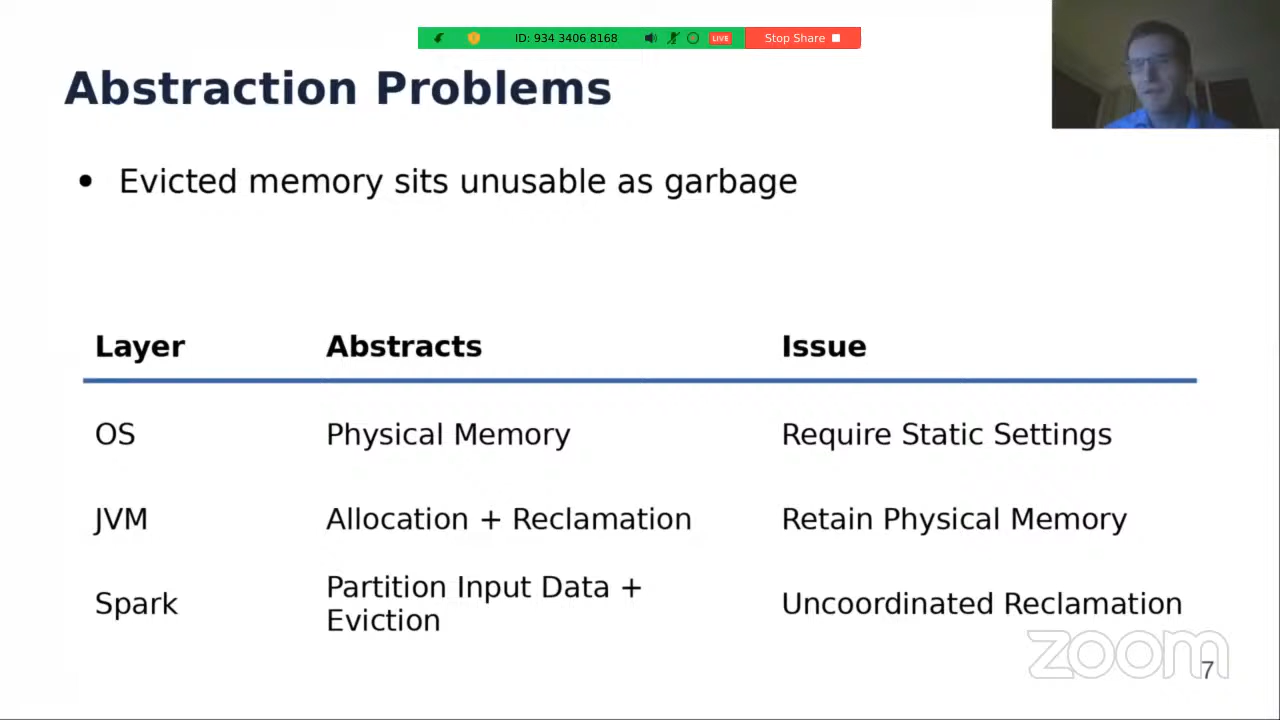 ID: 934 3406 8168 LIVE Stop Share
Abstraction Problems
• Evicted memory sits unusable as garbage
Layer Abstracts Issue
OS Physical Memory Require Static Settings
JVM Allocation + Reclamation Retain Physical Memory
Spark Partition Input Data + Eviction Uncoordinated Reclamation
zoom
7